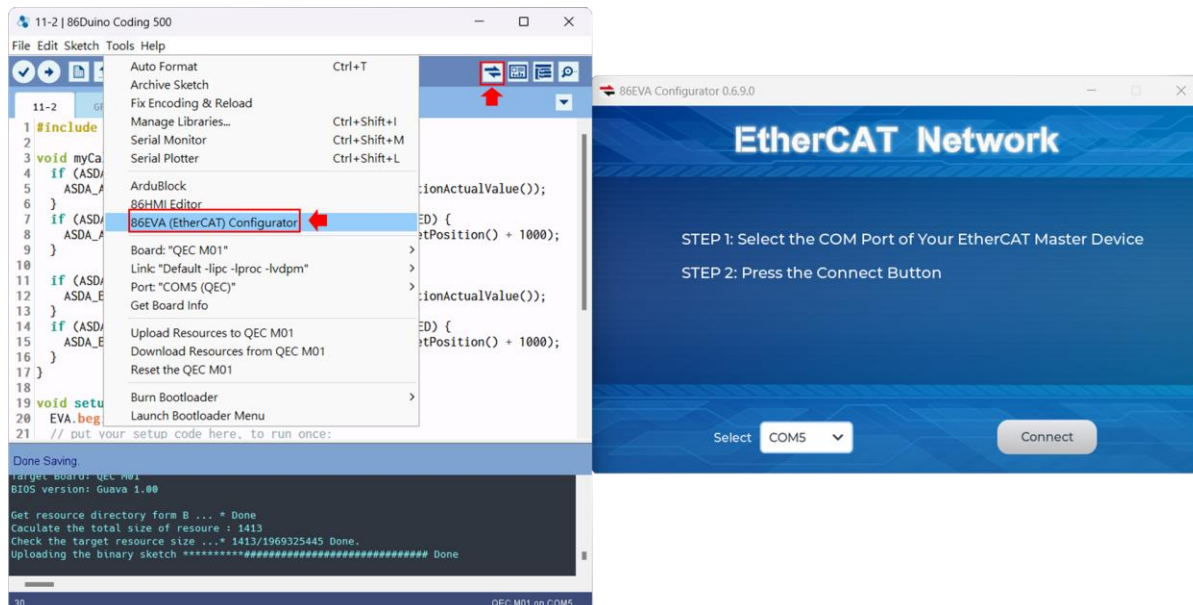 11-2 | 86Duino Coding 500
File Edit Sketch Tools Help
Auto Format Ctrl+T
Archive Sketch
Fix Encoding & Reload
Manage Libraries... Ctrl+Shift+I
Serial Monitor Ctrl+Shift+M
Serial Plotter Ctrl+Shift+L
ArduBlock
86HMI Editor
86EVA (EtherCAT) Configurator
Board: "QEC M01"
Link: "Default -lipc -lproc -lvdpm"
Port: "COM5 (QEC)"
Get Board Info
Upload Resources to QEC M01
Download Resources from QEC M01
Reset the QEC M01
Burn Bootloader
Launch Bootloader Menu
11-2
1 #include
2
3 void myCa
4 if (ASDA
5 ASDA_A ionActualValue());
6 }
7 if (ASDA ED) {
8 ASDA_A etPosition() + 1000);
9 }
10
11 if (ASDA
12 ASDA_B ionActualValue());
13 }
14 if (ASDA ED) {
15 ASDA_B etPosition() + 1000);
16 }
17 }
18
19 void setu
20 EVA.beg
21 // put your setup code here, to run once:
Done Saving.
Target Board: QEC M01
BIOS version: Guava 1.00
Get resource directory form B ... * Done
Caculate the total size of resoure : 1413
Check the target resource size ...* 1413/1969325445 Done.
Uploading the binary sketch **********############################## Done
30 QEC M01 on COM5
86EVA Configurator 0.6.9.0
EtherCAT Network
STEP 1: Select the COM Port of Your EtherCAT Master Device
STEP 2: Press the Connect Button
Select COM5 Connect